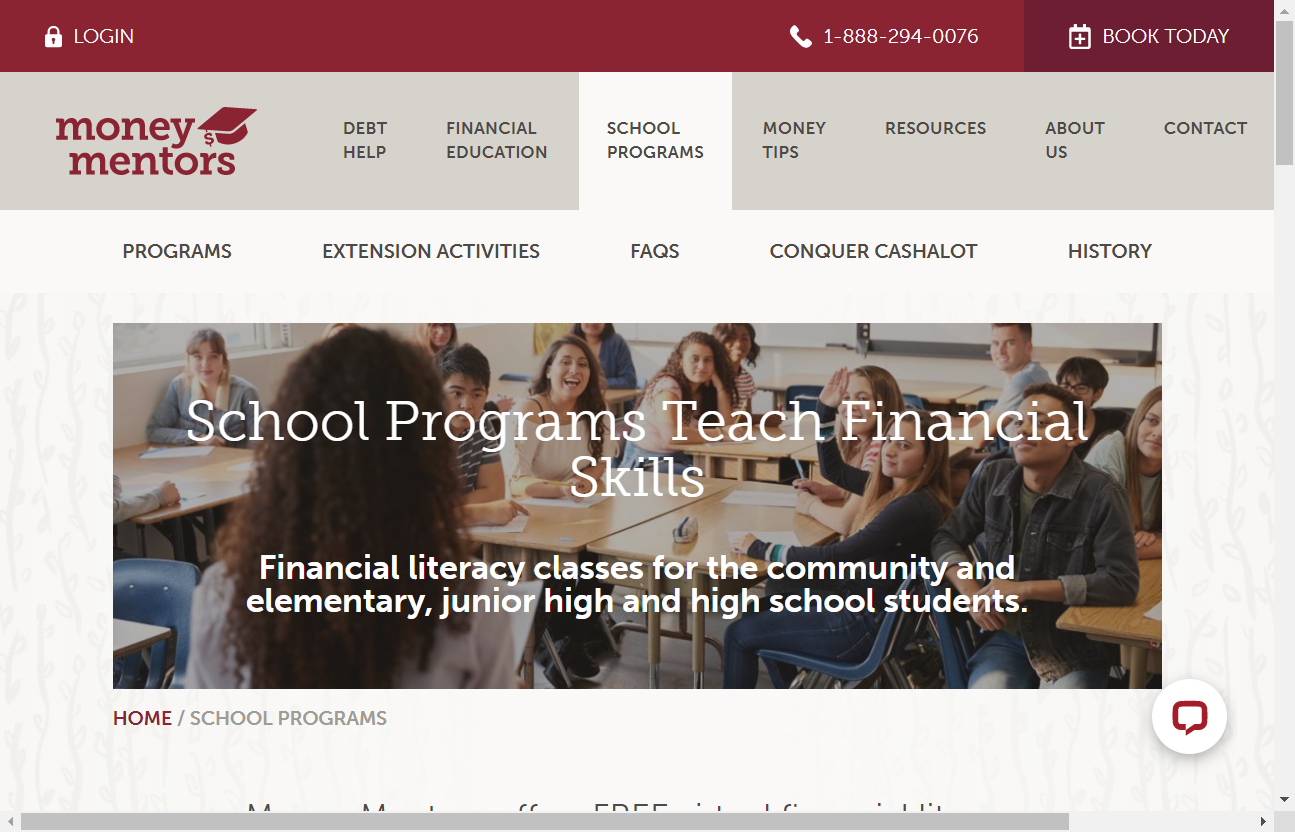 LOGIN
1-888-294-0076
BOOK TODAY
money
mentors
DEBT
HELP
FINANCIAL
EDUCATION
SCHOOL
PROGRAMS
MONEY
TIPS
RESOURCES
ABOUT
US
CONTACT
PROGRAMS
EXTENSION ACTIVITIES
FAQS
CONQUER CASHALOT
HISTORY
School Programs Teach Financial
Skills
Financial literacy classes for the community and
elementary, junior high and high school students.
HOME / SCHOOL PROGRAMS